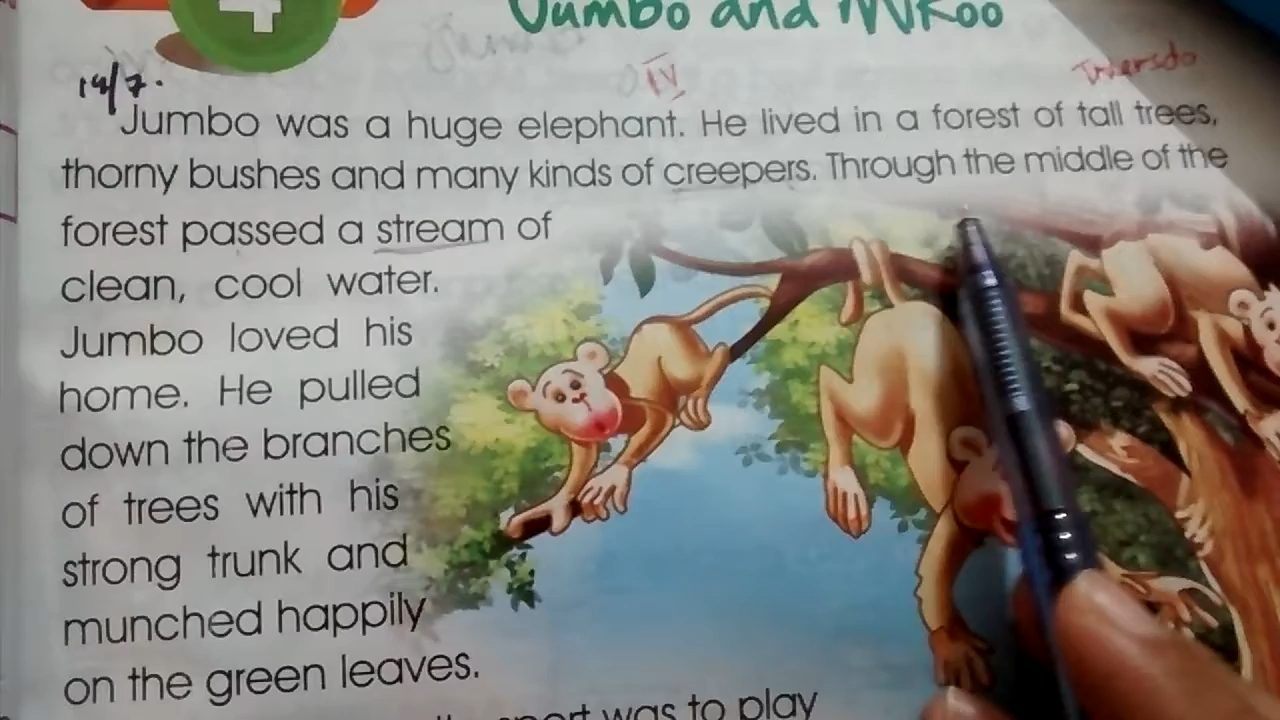 Jumbo and
14/7.
IV
Jumbo was a huge elephant. He lived in a forest of tall trees,
thorny bushes and many kinds of creepers. Through the middle of the
forest passed a stream of
clean, cool water.
Jumbo loved his
home. He pulled
down the branches
of trees with his
strong trunk and
munched happily
on the green leaves.
was to play